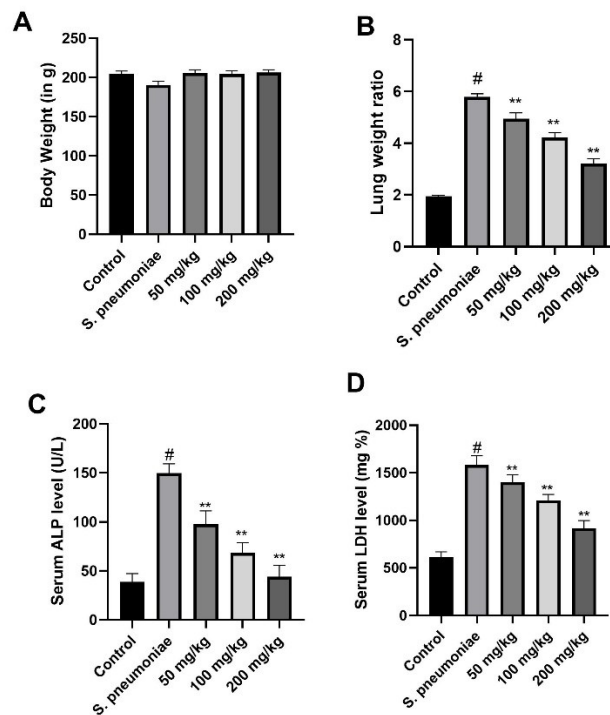 A
Body Weight (in g)
250
200
150
100
50
0
Control
S. pneumoniae
50 mg/kg
100 mg/kg
200 mg/kg
B
Lung weight ratio
8
6
4
2
0
#
**
**
**
Control
S. pneumoniae
50 mg/kg
100 mg/kg
200 mg/kg
C
Serum ALP level (U/L)
200
150
100
50
0
#
**
**
**
Control
S. pneumoniae
50 mg/kg
100 mg/kg
200 mg/kg
D
Serum LDH level (mg %)
2000
1500
1000
500
0
#
**
**
**
Control
S. pneumoniae
50 mg/kg
100 mg/kg
200 mg/kg